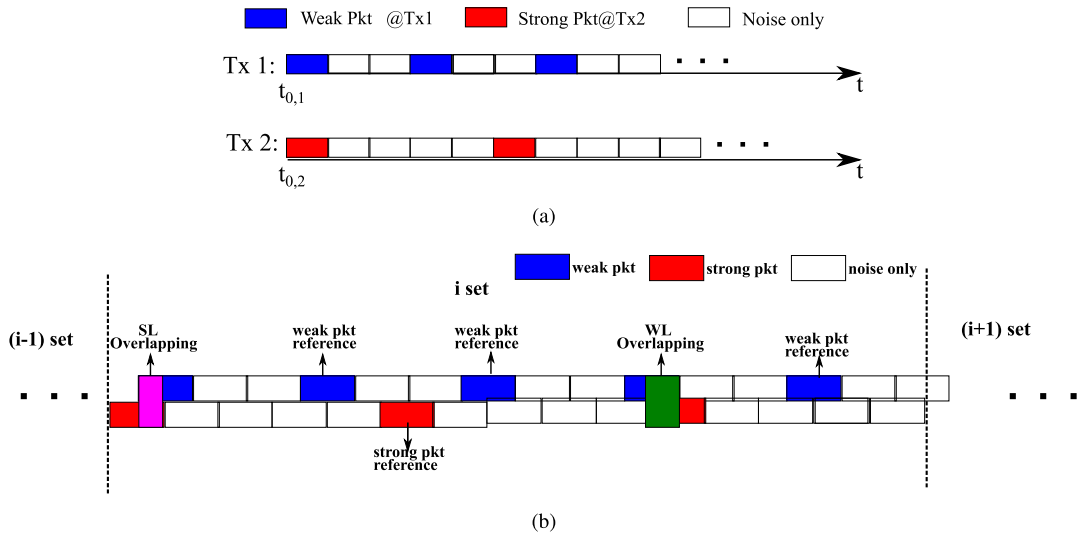 Weak Pkt @Tx1 Strong Pkt@Tx2 Noise only
Tx 1:
t
t0,1
Tx 2:
t
t0,2
(a)
weak pkt strong pkt noise only
i set
(i-1) set
(i+1) set
SL
Overlapping
weak pkt
reference
weak pkt
reference
WL
Overlapping
weak pkt
reference
strong pkt
reference
(b)